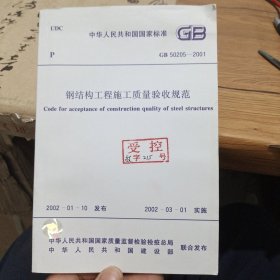 UDC
中华人民共和国国家标准 GB
P GB 50205-2001
钢结构工程施工质量验收规范
Code for acceptance of construction quality of steel structures
受控
2002-01-10 发布 2002-03-01 实施
中华人民共和国国家质量监督检验检疫总局
中华人民共和国建设部
联合发布